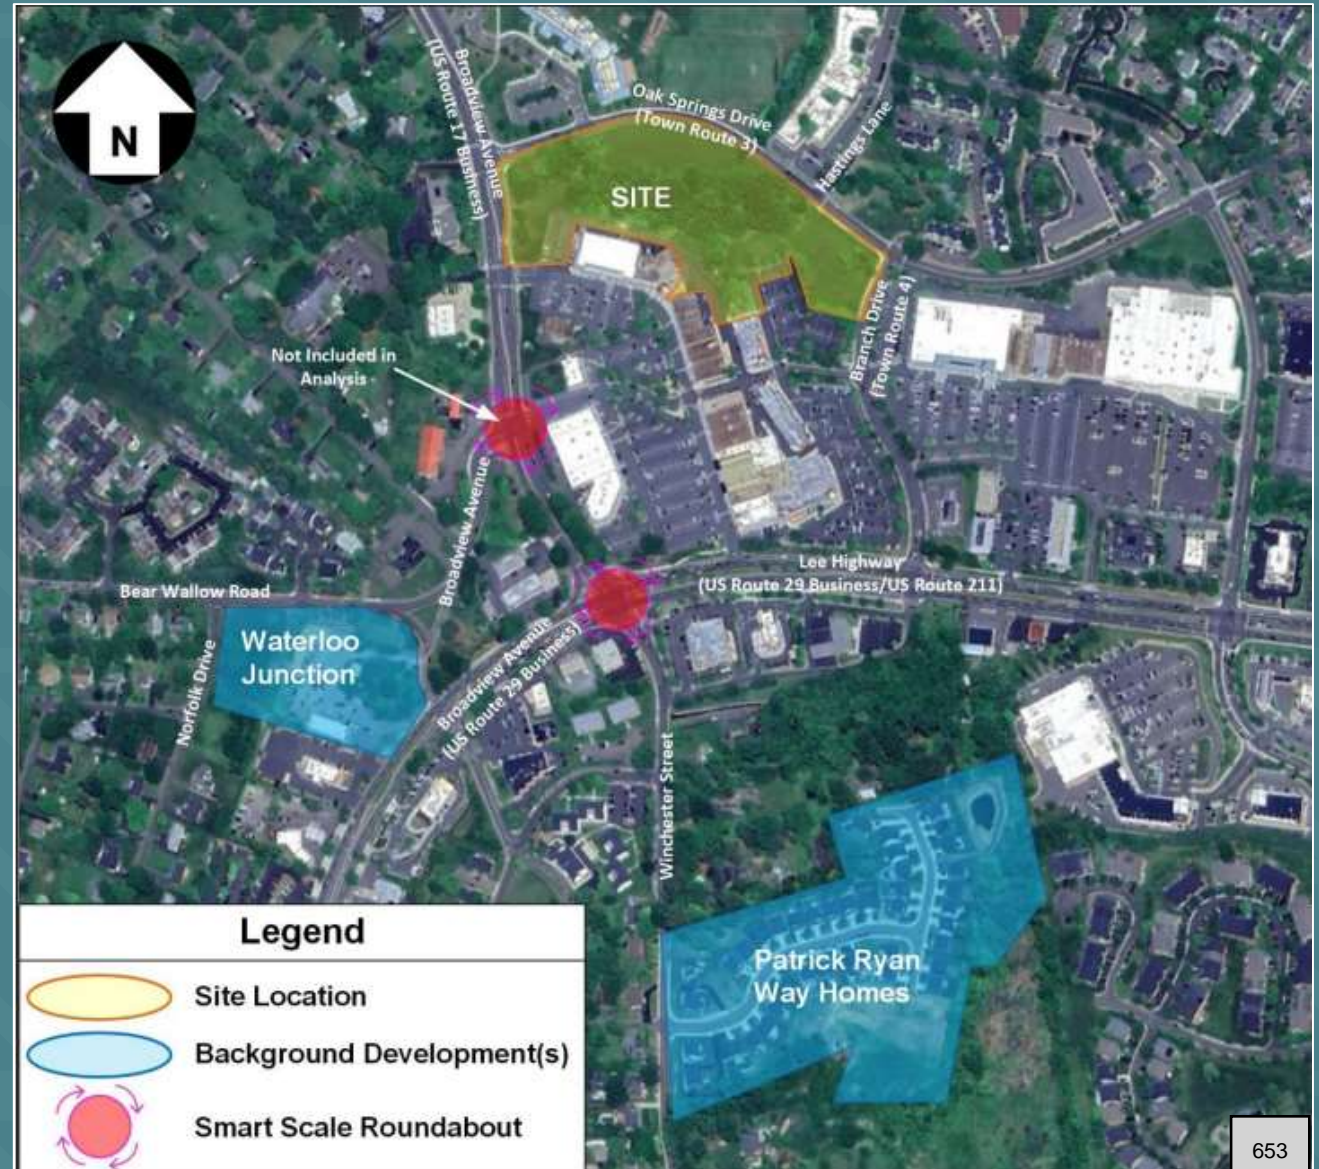 N
Broadview Avenue
(US Route 17 Business)
Oak Springs Drive
(Town Route 3)
Hastings Lane
SITE
Branch Drive
(Town Route 4)
Not Included in
Analysis
Broadview Avenue
Lee Highway
(US Route 29 Business/US Route 211)
Bear Wallow Road
Waterloo
Junction
Norfolk Drive
Broadview Avenue
(US Route 29 Business)
Winchester Street
Patrick Ryan
Way Homes
Legend
Site Location
Background Development(s)
Smart Scale Roundabout
653